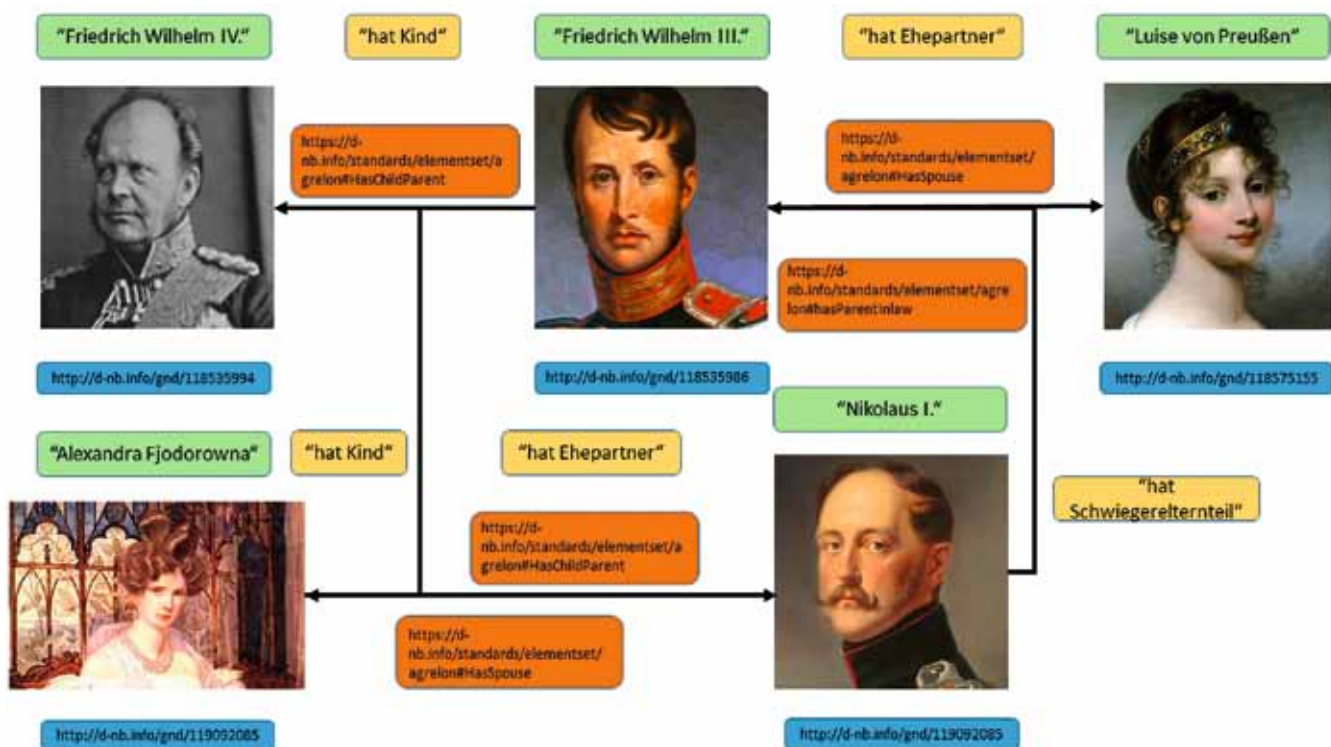 “Friedrich Wilhelm IV.”
“hat Kind”
“Friedrich Wilhelm III.”
“hat Ehepartner”
“Luise von Preußen”
https://d-
nb.info/standards/elementset/a
grelon#HasChildParent
https://d-
nb.info/standards/elementset/
agrelon#HasSpouse
https://d-
nb.info/standards/elementset/agre
lon#hasParentInlaw
http://d-nb.info/gnd/118535994
http://d-nb.info/gnd/118535986
http://d-nb.info/gnd/118575155
“Nikolaus I.”
“Alexandra Fjodorowna“
“hat Kind”
“hat Ehepartner”
“hat
Schwiegerelternteil”
https://d-
nb.info/standards/elementset/a
grelon#HasChildParent
https://d-
nb.info/standards/elementset/
agrelon#HasSpouse
http://d-nb.info/gnd/119092085
http://d-nb.info/gnd/119092085